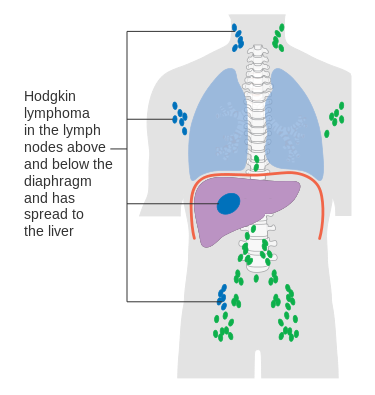 Hodgkin
lymphoma
in the lymph
nodes above
and below the
diaphragm
and has
spread to
the liver